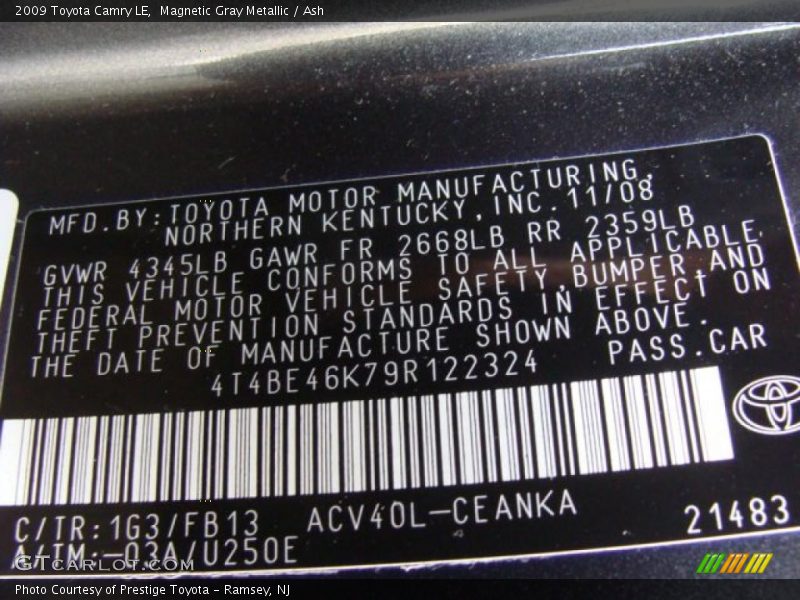 2009 Toyota Camry LE, Magnetic Gray Metallic / Ash
MFD.BY:TOYOTA MOTOR MANUFACTURING,
NORTHERN KENTUCKY,INC.11/08
GVWR 4345LB GAWR FR 2668LB RR 2359LB
THIS VEHICLE CONFORMS TO ALL APPLICABLE
FEDERAL MOTOR VEHICLE SAFETY,BUMPER,AND
THEFT PREVENTION STANDARDS IN EFFECT ON
THE DATE OF MANUFACTURE SHOWN ABOVE.
4T4BE46K79R122324 PASS.CAR
C/TR:1G3/FB13 ACV40L-CEANKA 21483
A/TM:-03A/U250E
GTCarLot.com
Photo Courtesy of Prestige Toyota - Ramsey, NJ